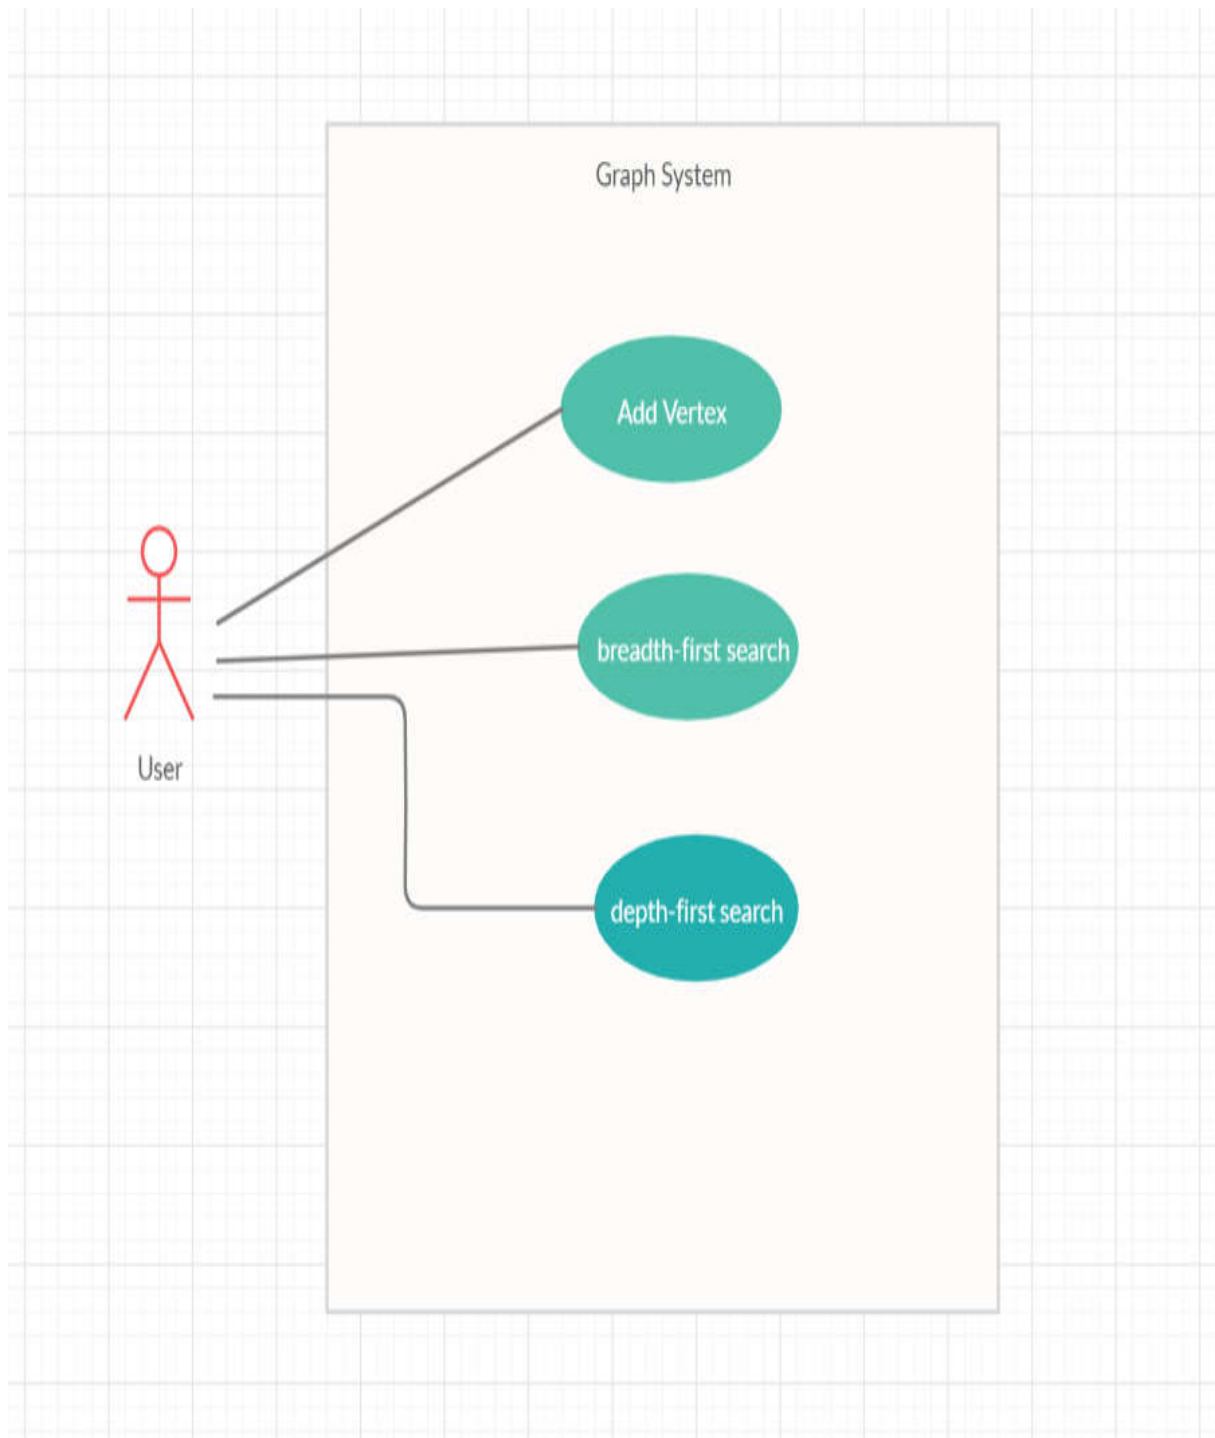 Graph System
Add Vertex
breadth-first search
User
depth-first search